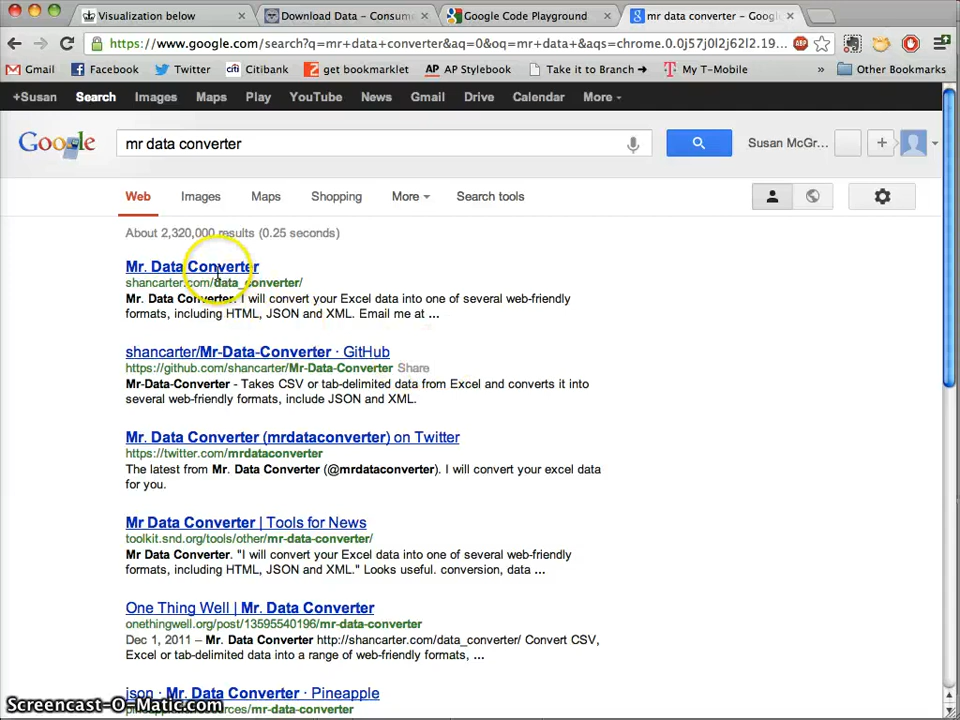 Visualization below
Download Data - Consum
Google Code Playground
mr data converter – Goog
https://www.google.com/search?q=mr+data+converter&aq=0&oq=mr+data+&aqs=chrome.0.0j57j0l2j62l2.19...
ABP
Gmail Facebook Twitter citi Citibank get bookmarklet AP AP Stylebook Take it to Branch → My T-Mobile » Other Bookmarks
+Susan Search Images Maps Play YouTube News Gmail Drive Calendar More
Google mr data converter Susan McGr... +
Web Images Maps Shopping More Search tools
About 2,320,000 results (0.25 seconds)
Mr. Data Converter
shancarter.com/data_converter/
Mr. Data Converter. I will convert your Excel data into one of several web-friendly
formats, including HTML, JSON and XML. Email me at ...
shancarter/Mr-Data-Converter · GitHub
https://github.com/shancarter/Mr-Data-Converter Share
Mr-Data-Converter - Takes CSV or tab-delimited data from Excel and converts it into
several web-friendly formats, include JSON and XML.
Mr. Data Converter (mrdataconverter) on Twitter
https://twitter.com/mrdataconverter
The latest from Mr. Data Converter (@mrdataconverter). I will convert your excel data
for you.
Mr Data Converter | Tools for News
toolkit.snd.org/tools/other/mr-data-converter/
Mr Data Converter. "I will convert your Excel data into one of several web-friendly
formats, including HTML, JSON and XML." Looks useful. conversion, data ...
One Thing Well | Mr. Data Converter
onethingwell.org/post/13595540196/mr-data-converter
Dec 1, 2011 – Mr. Data Converter http://shancarter.com/data_converter/ Convert CSV,
Excel or tab-delimited data into a range of web-friendly formats, ...
json · Mr. Data Converter · Pineapple
Screencast-O-Matic.com